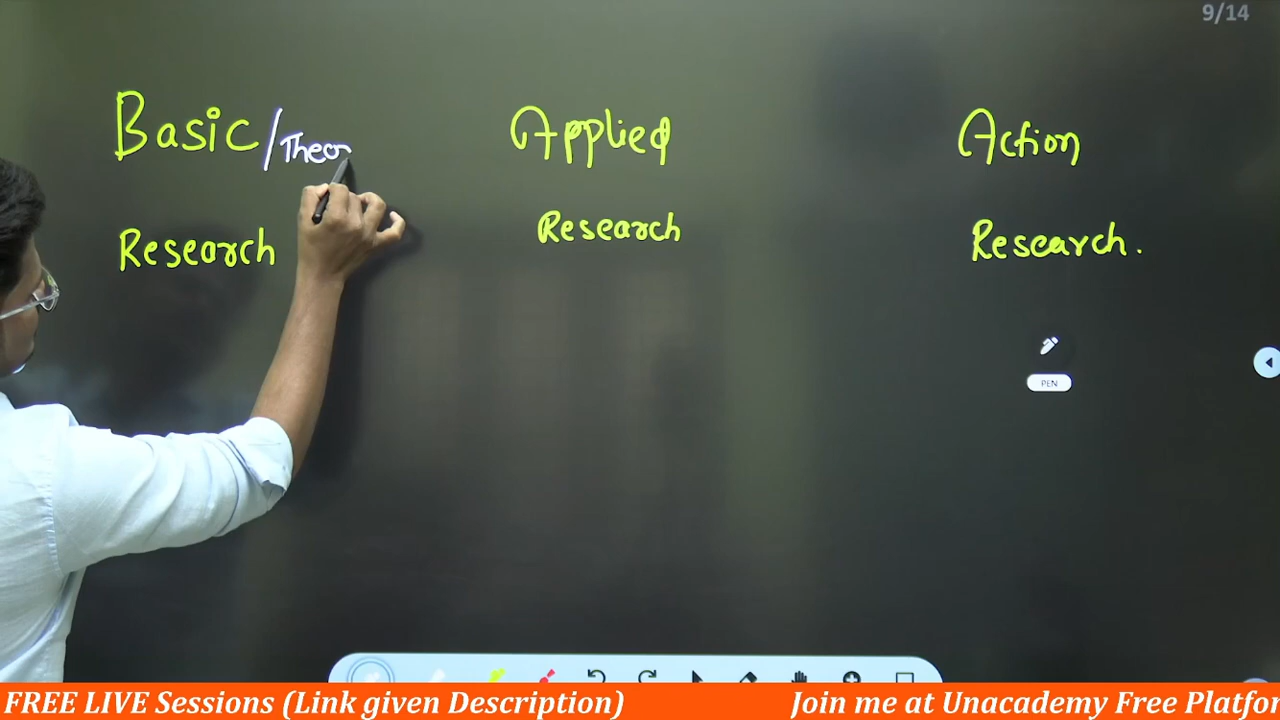 9/14
Basic/Theor
Applied
Action
Research
Research
Research.
PEN
FREE LIVE Sessions (Link given Description)
Join me at Unacademy Free Platfor